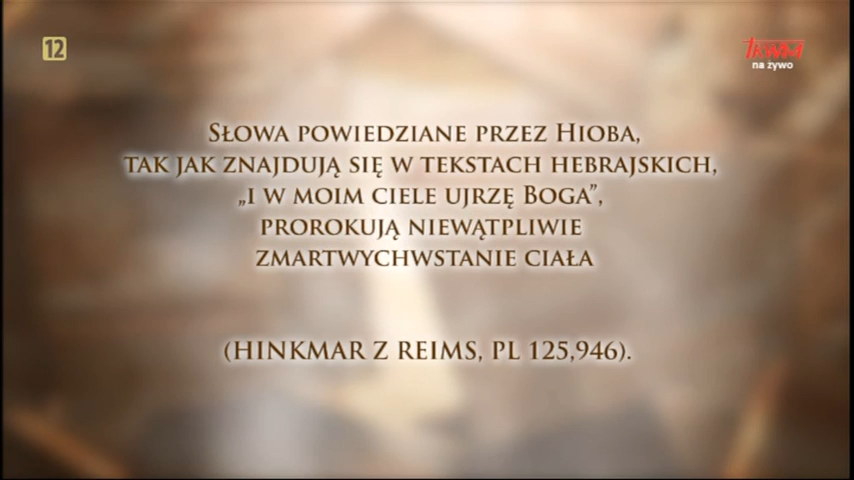 12
TRWM
na żywo
Słowa powiedziane przez Hioba,
tak jak znajdują się w tekstach hebrajskich,
„i w moim ciele ujrzę Boga”,
prorokują niewątpliwie
zmartwychwstanie ciała
(HINKMAR Z REIMS, PL 125,946).